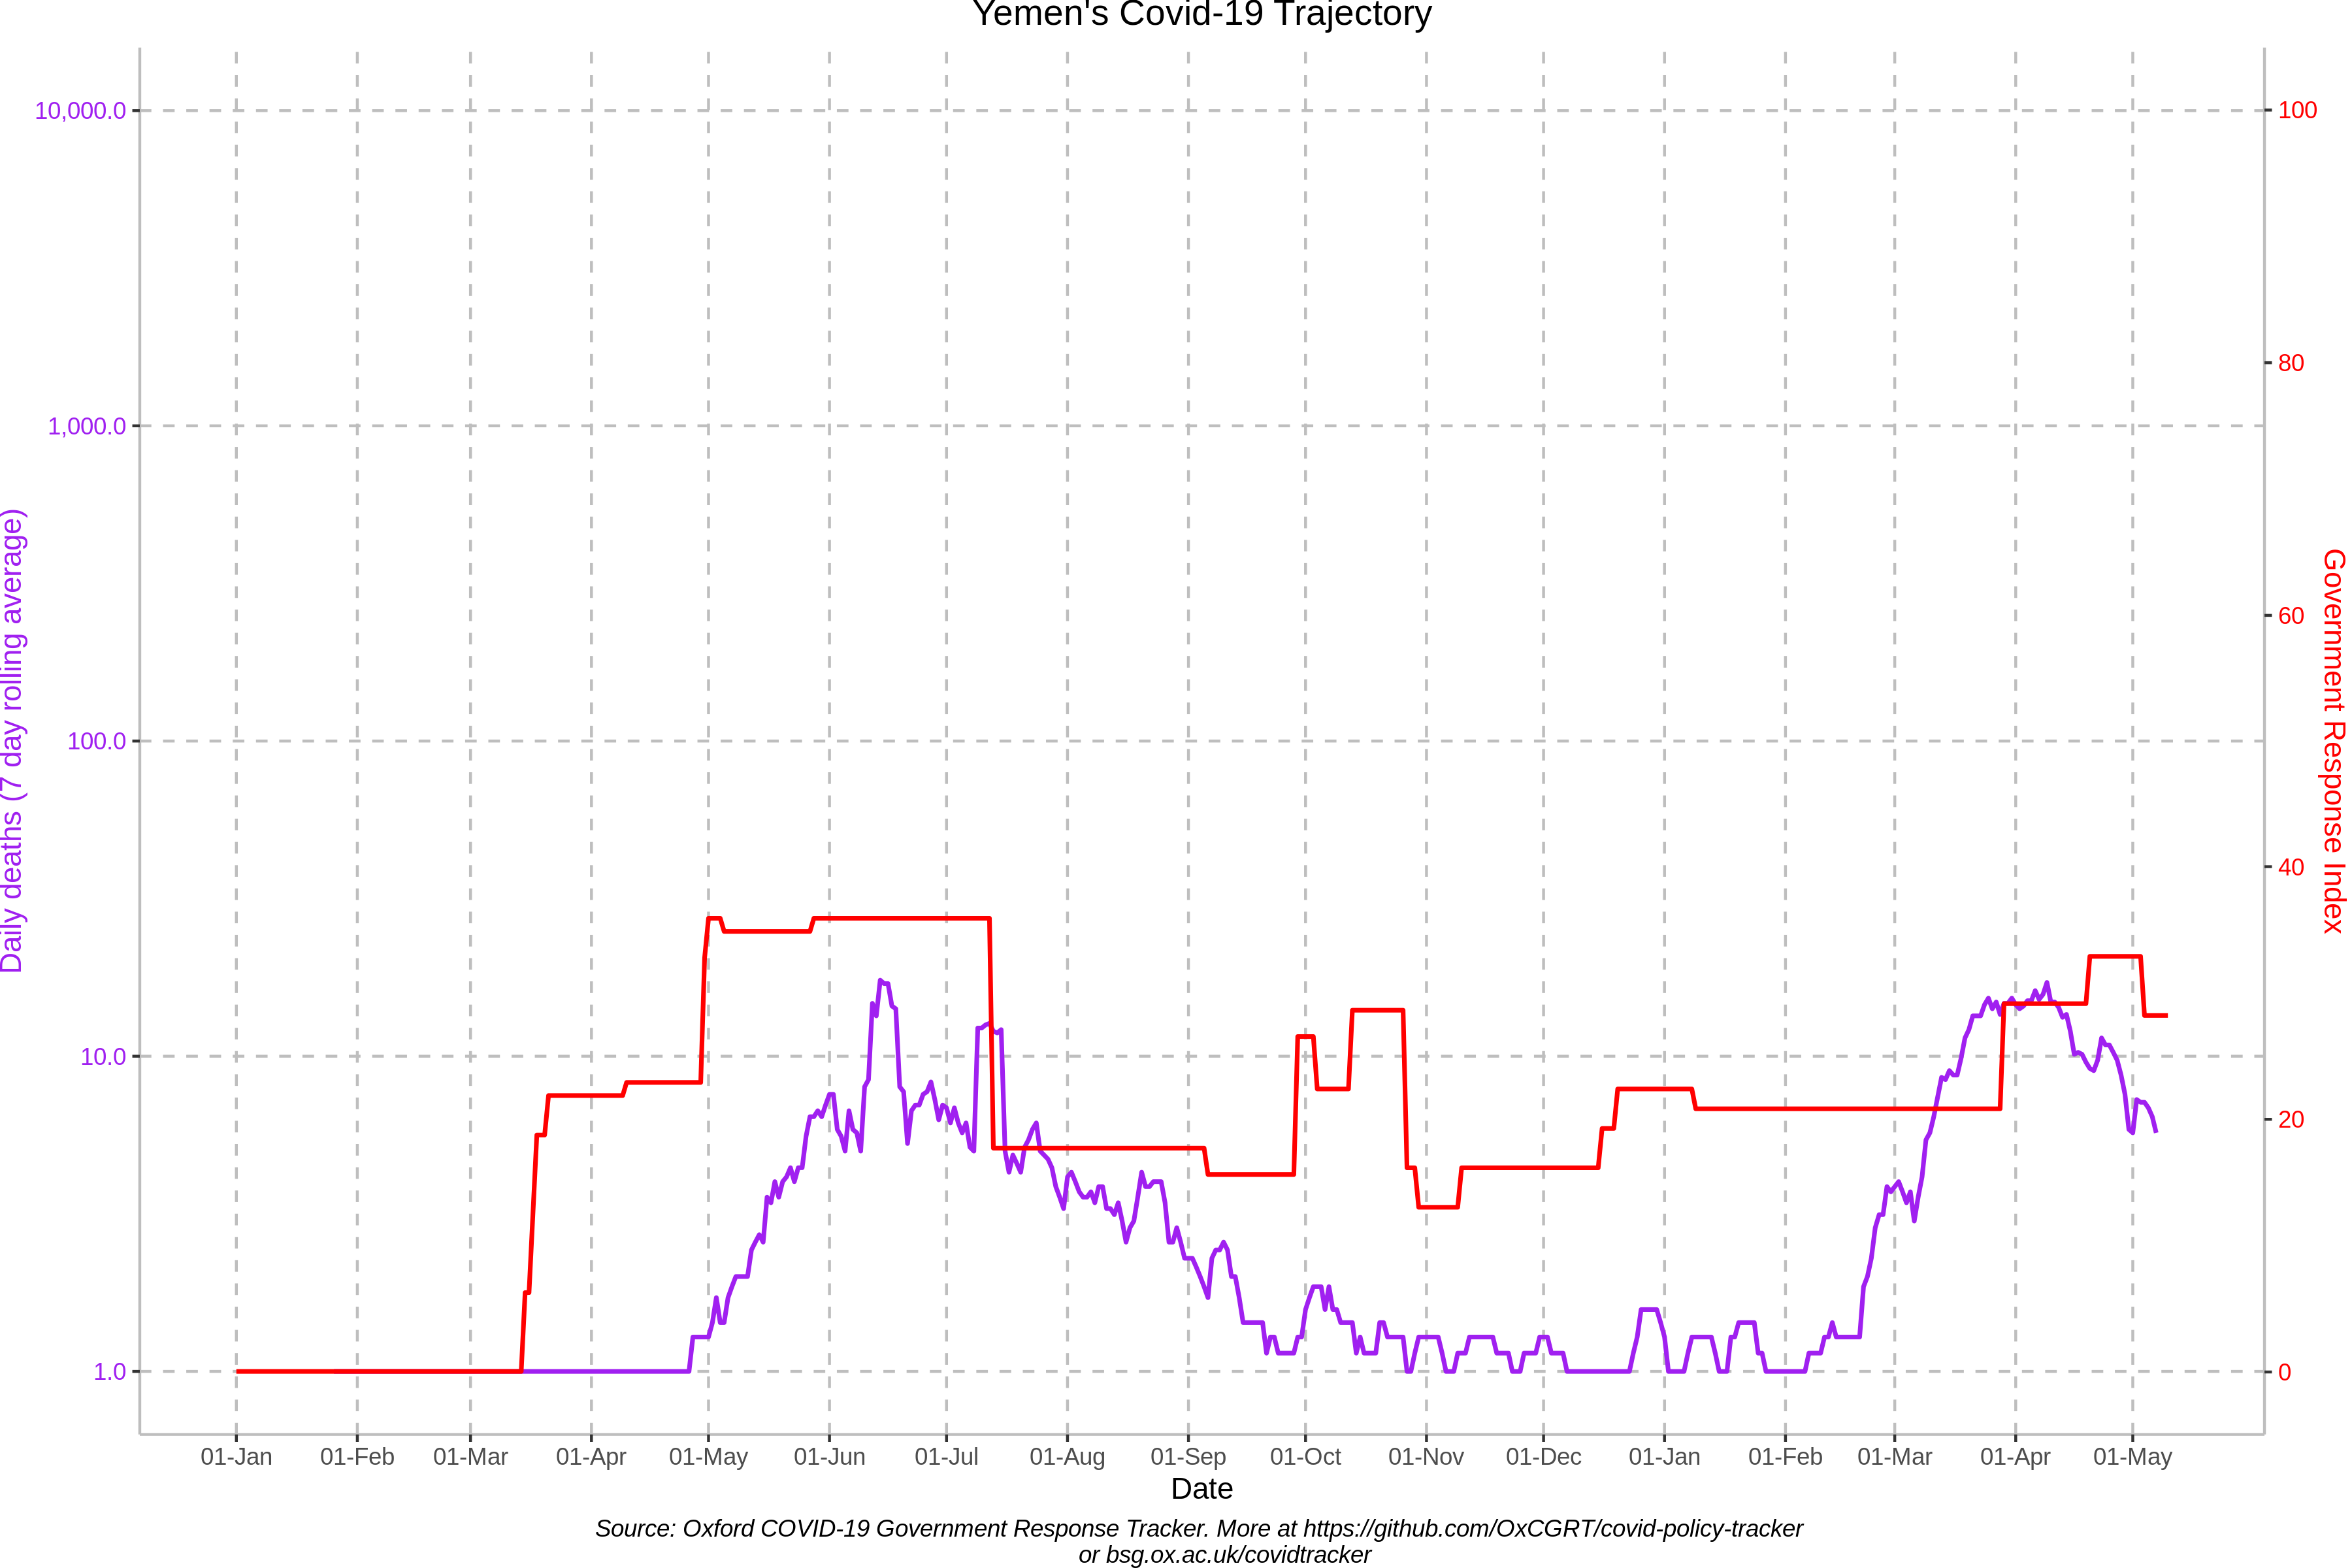 Yemen's Covid-19 Trajectory
10,000.0
1,000.0
100.0
10.0
1.0
Daily deaths (7 day rolling average)
100
80
60
40
20
0
Government Response Index
01-Jan 01-Feb 01-Mar 01-Apr 01-May 01-Jun 01-Jul 01-Aug 01-Sep 01-Oct 01-Nov 01-Dec 01-Jan 01-Feb 01-Mar 01-Apr 01-May
Date
Source: Oxford COVID-19 Government Response Tracker. More at https://github.com/OxCGRT/covid-policy-tracker
or bsg.ox.ac.uk/covidtracker